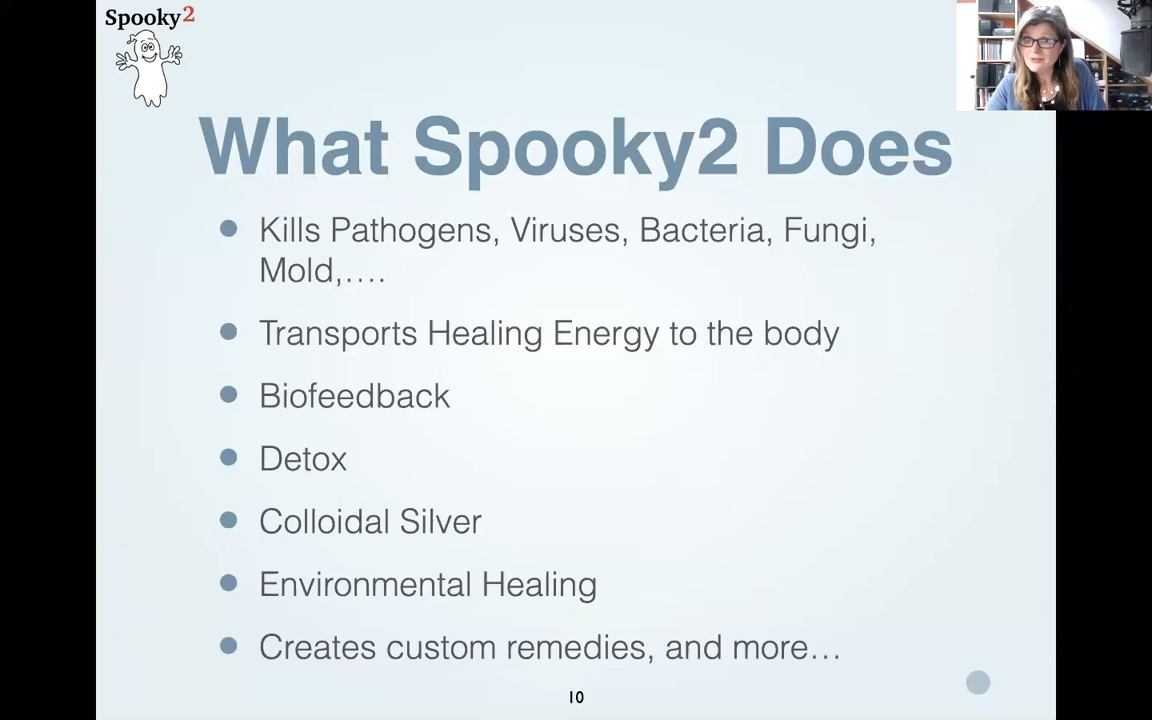 Spooky2
What Spooky2 Does
Kills Pathogens, Viruses, Bacteria, Fungi,
Mold,....
Transports Healing Energy to the body
Biofeedback
Detox
Colloidal Silver
Environmental Healing
Creates custom remedies, and more...
10